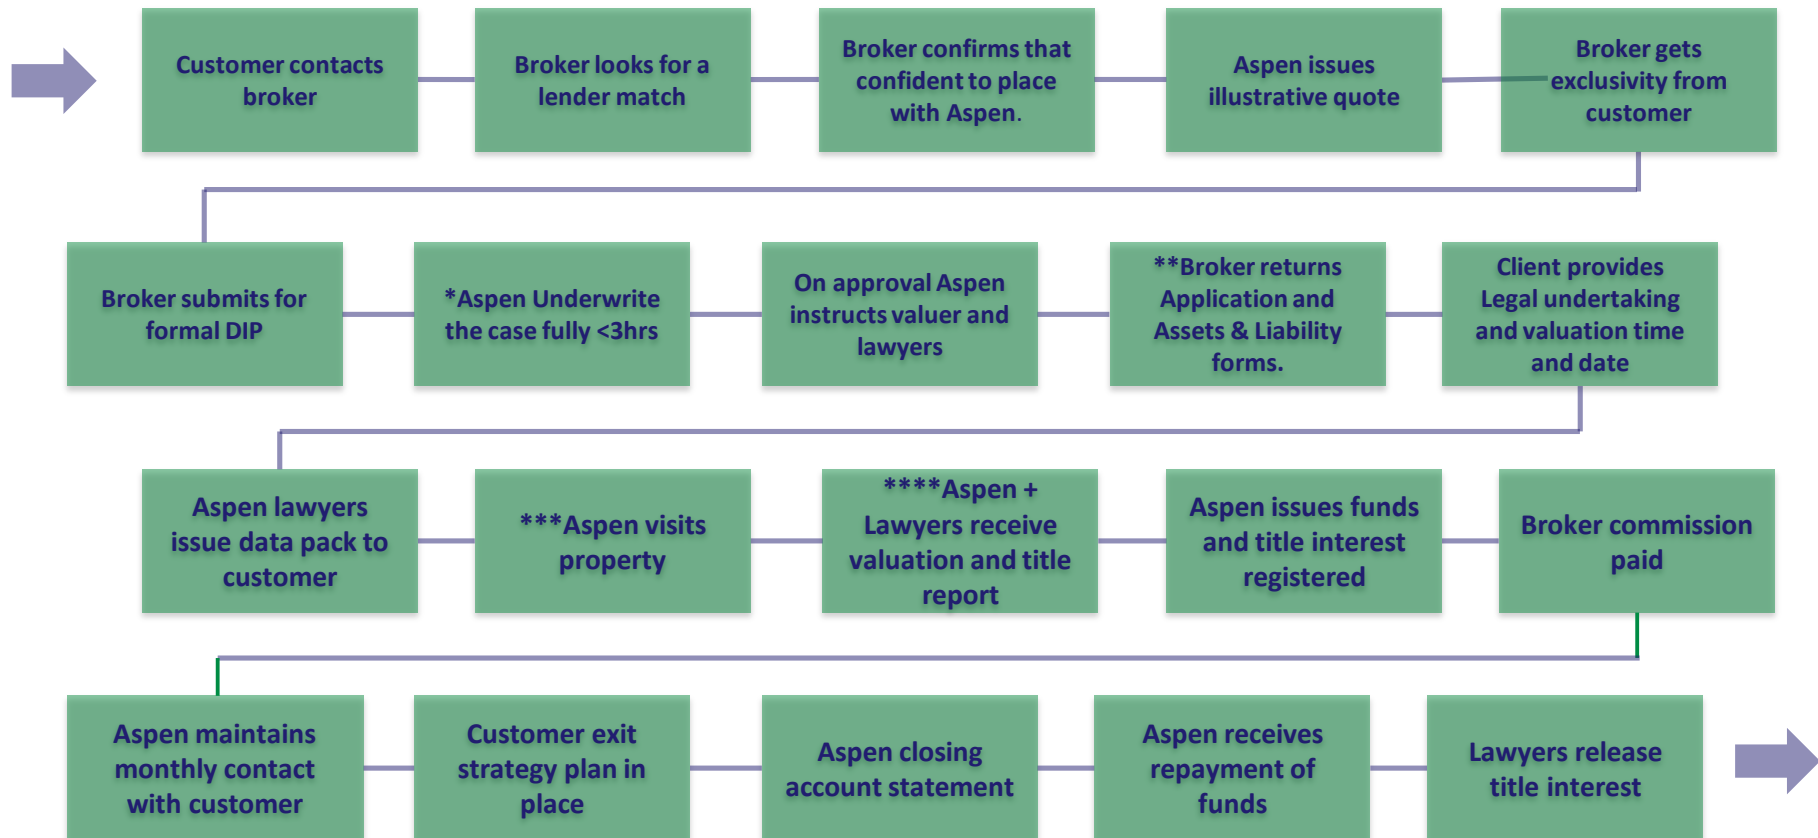 Customer contacts
broker
Broker looks for a
lender match
Broker confirms that
confident to place
with Aspen.
Aspen issues
illustrative quote
Broker gets
exclusivity from
customer
Broker submits for
formal DIP
*Aspen Underwrite
the case fully <3hrs
On approval Aspen
instructs valuer and
lawyers
**Broker returns
Application and
Assets & Liability
forms.
Client provides
Legal undertaking
and valuation time
and date
Aspen lawyers
issue data pack to
customer
***Aspen visits
property
****Aspen +
Lawyers receive
valuation and title
report
Aspen issues funds
and title interest
registered
Broker commission
paid
Aspen maintains
monthly contact
with customer
Customer exit
strategy plan in
place
Aspen closing
account statement
Aspen receives
repayment of
funds
Lawyers release
title interest